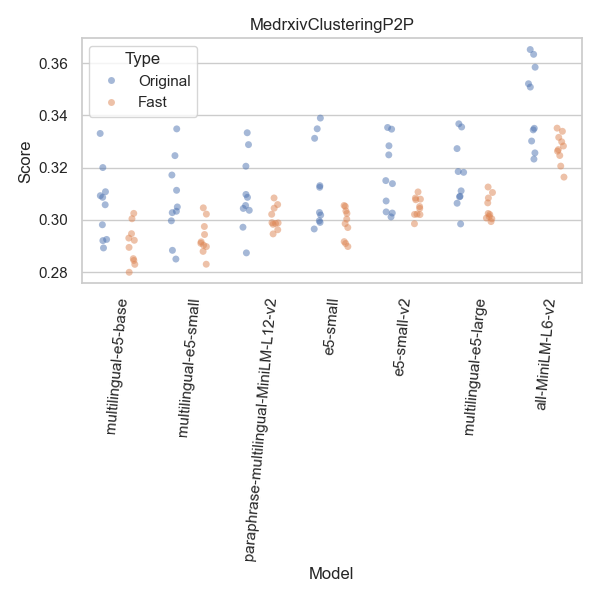 MedrxivClusteringP2P
Score
0.36
0.34
0.32
0.30
0.28
Type
Original
Fast
multilingual-e5-base
multilingual-e5-small
paraphrase-multilingual-MiniLM-L12-v2
e5-small
e5-small-v2
multilingual-e5-large
all-MiniLM-L6-v2
Model